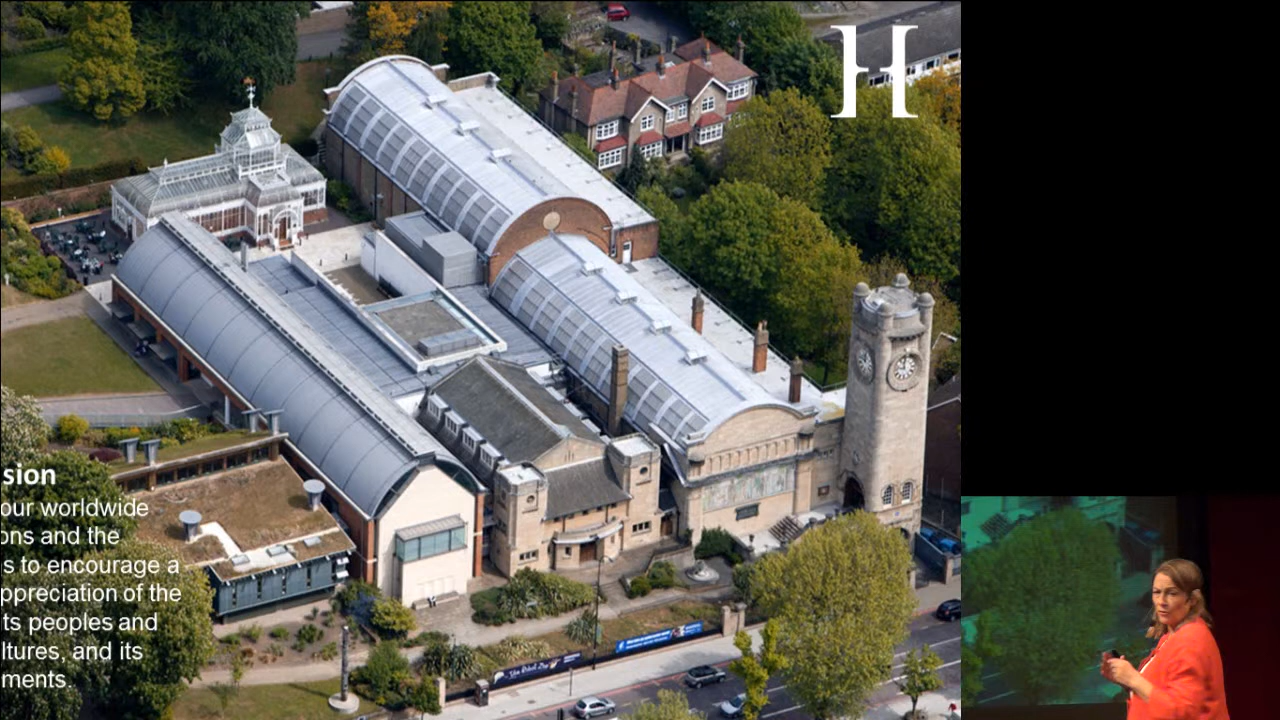 H
sion
our worldwide
ons and the
s to encourage a
ppreciation of the
ts peoples and
ltures, and its
ments.